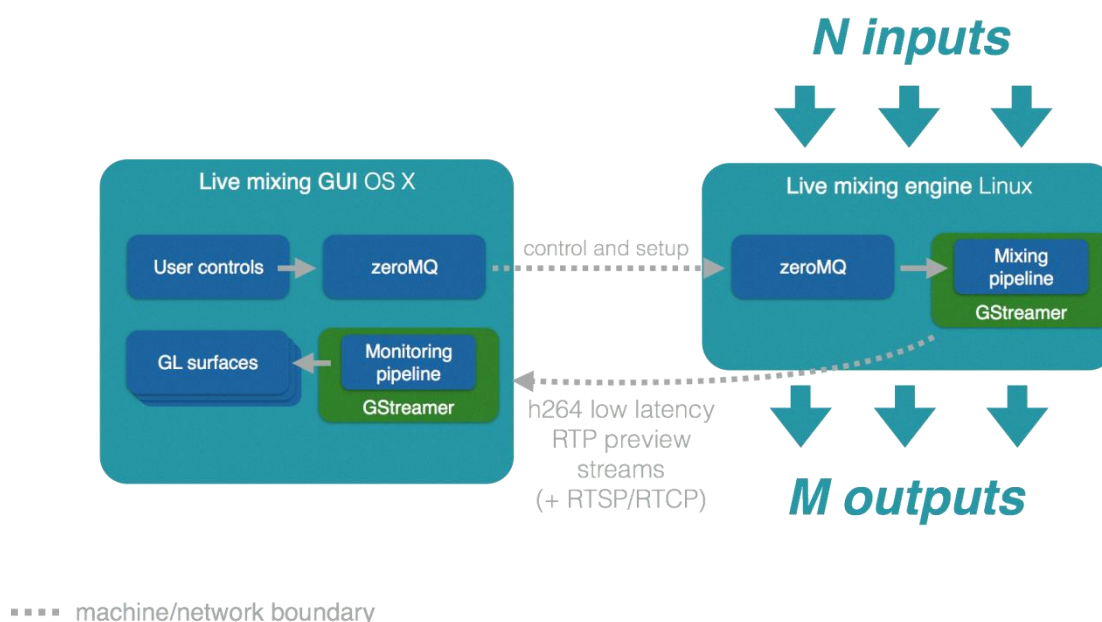 N inputs
Live mixing GUI OS X
Live mixing engine Linux
User controls
zeroMQ
control and setup
zeroMQ
Mixing
pipeline
GStreamer
GL surfaces
Monitoring
pipeline
GStreamer
h264 low latency
RTP preview
streams
(+ RTSP/RTCP)
M outputs
machine/network boundary